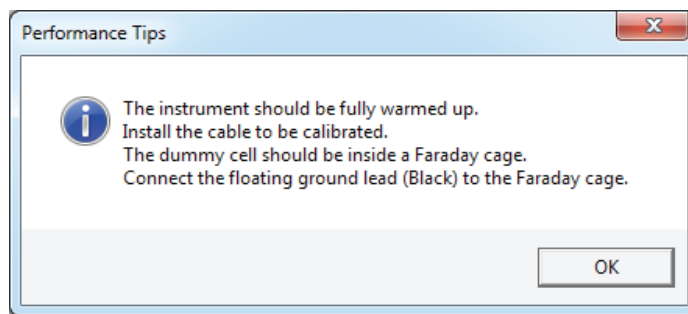 Performance Tips
The instrument should be fully warmed up.
Install the cable to be calibrated.
The dummy cell should be inside a Faraday cage.
Connect the floating ground lead (Black) to the Faraday cage.
OK